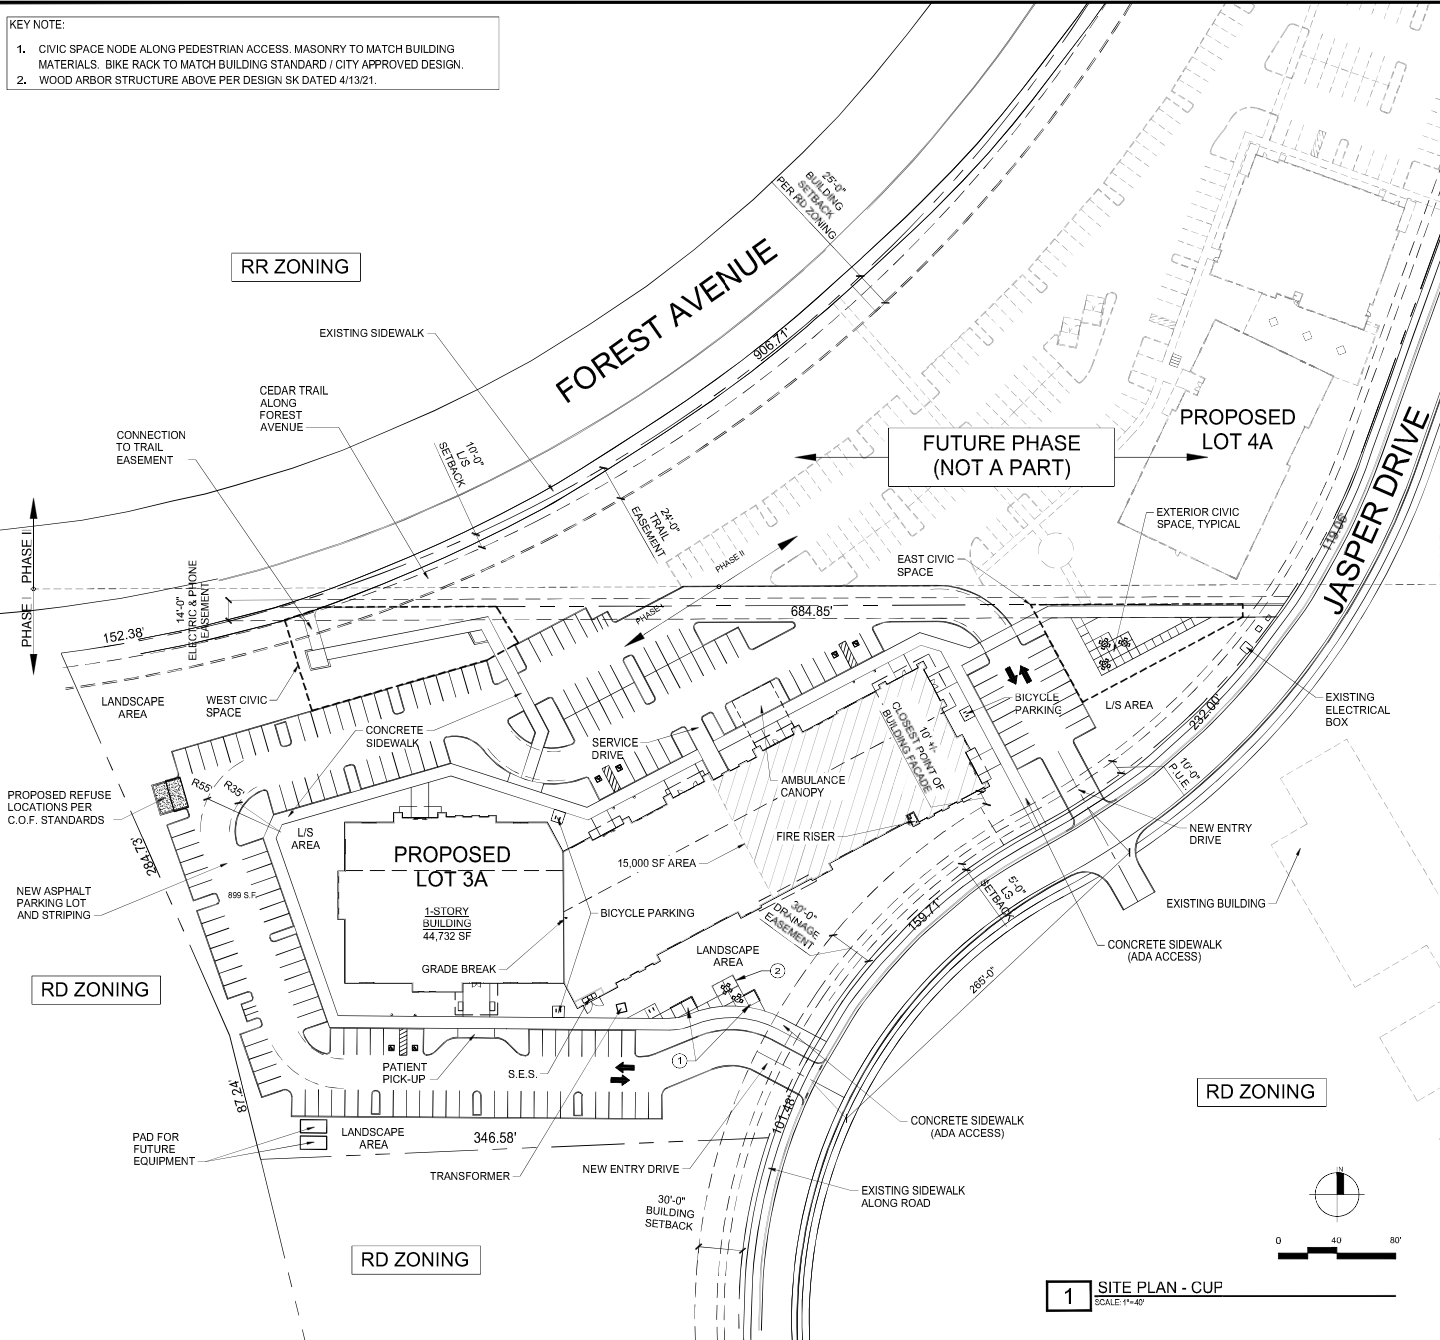 KEY NOTE:
1. CIVIC SPACE NODE ALONG PEDESTRIAN ACCESS. MASONRY TO MATCH BUILDING
MATERIALS. BIKE RACK TO MATCH BUILDING STANDARD / CITY APPROVED DESIGN.
2. WOOD ARBOR STRUCTURE ABOVE PER DESIGN SK DATED 4/13/21.
25'-0"
BUILDING
SETBACK
PER RD ZONING
RR ZONING
FOREST AVENUE
EXISTING SIDEWALK
906.71'
CEDAR TRAIL
ALONG
FOREST
AVENUE
CONNECTION
TO TRAIL
EASEMENT
10'-0"
L/S
SETBACK
24'-0"
TRAIL
EASEMENT
FUTURE PHASE
(NOT A PART)
PROPOSED
LOT 4A
JASPER DRIVE
119.06'
EXTERIOR CIVIC
SPACE, TYPICAL
EAST CIVIC
SPACE
PHASE II
PHASE I
PHASE II
PHASE I
14'-0"
ELECTRIC & PHONE
EASEMENT
152.38'
684.85'
LANDSCAPE
AREA
WEST CIVIC
SPACE
CONCRETE
SIDEWALK
SERVICE
DRIVE
BICYCLE
PARKING
L/S AREA
232.00'
EXISTING
ELECTRICAL
BOX
CLOSEST POINT OF
BUILDING FACADE
10' +/-
AMBULANCE
CANOPY
10'-0"
P.U.E.
PROPOSED REFUSE
LOCATIONS PER
C.O.F. STANDARDS
R55'
R35'
L/S
AREA
FIRE RISER
NEW ENTRY
DRIVE
284.73'
PROPOSED
LOT 3A
15,000 SF AREA
NEW ASPHALT
PARKING LOT
AND STRIPING
899 S.F.
1-STORY
BUILDING
44,732 SF
BICYCLE PARKING
30'-0"
DRAINAGE
EASEMENT
5'-0"
LS
SETBACK
159.71'
EXISTING BUILDING
GRADE BREAK
LANDSCAPE
AREA
2
CONCRETE SIDEWALK
(ADA ACCESS)
265'-0"
RD ZONING
PATIENT
PICK-UP
S.E.S.
1
87.24'
101.48'
RD ZONING
PAD FOR
FUTURE
EQUIPMENT
LANDSCAPE
AREA
346.58'
CONCRETE SIDEWALK
(ADA ACCESS)
TRANSFORMER
NEW ENTRY DRIVE
EXISTING SIDEWALK
ALONG ROAD
30'-0"
BUILDING
SETBACK
RD ZONING
N
0 40 80'
1 SITE PLAN - CUP
SCALE: 1"=40'